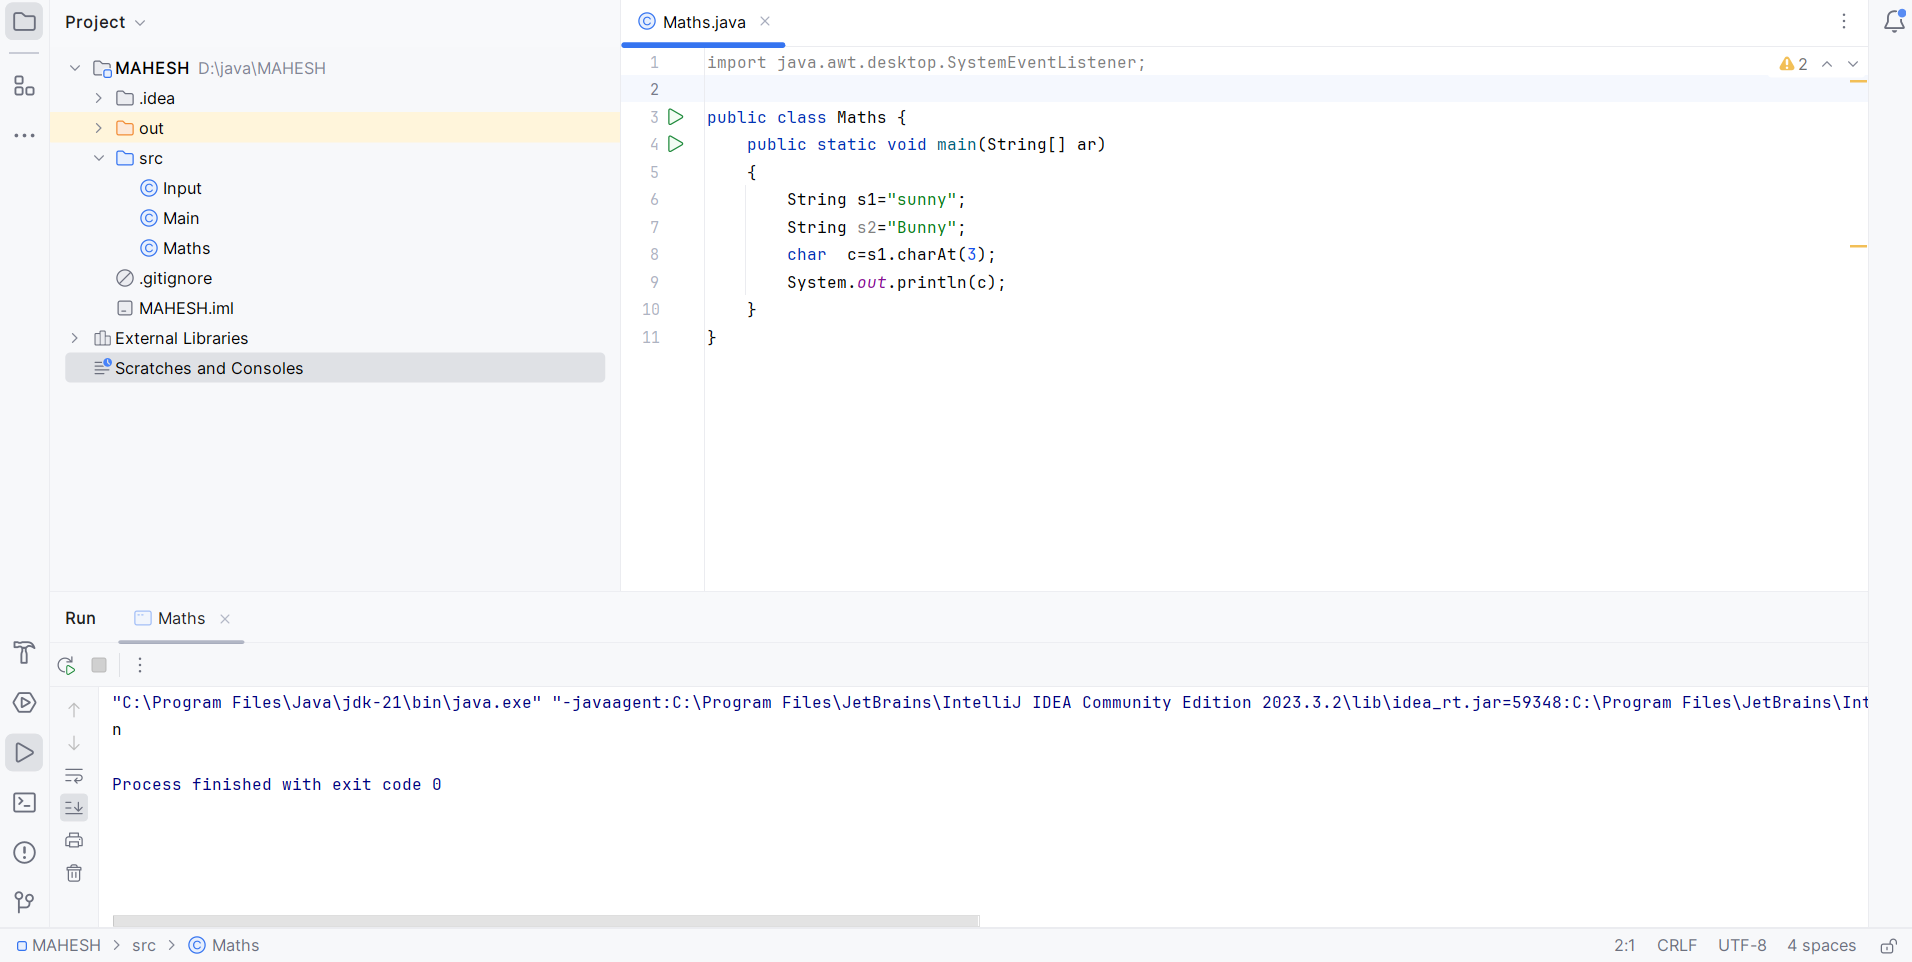 Project
MAHESH D:\java\MAHESH
.idea
out
src
Input
Main
Maths
.gitignore
MAHESH.iml
External Libraries
Scratches and Consoles
Maths.java
2
1 import java.awt.desktop.SystemEventListener;
2
3 public class Maths {
4 public static void main(String[] ar)
5 {
6 String s1="sunny";
7 String s2="Bunny";
8 char  c=s1.charAt(3);
9 System.out.println(c);
10 }
11 }
Run Maths
"C:\Program Files\Java\jdk-21\bin\java.exe" "-javaagent:C:\Program Files\JetBrains\IntelliJ IDEA Community Edition 2023.3.2\lib\idea_rt.jar=59348:C:\Program Files\JetBrains\Int
n
Process finished with exit code 0
MAHESH > src > Maths
2:1 CRLF UTF-8 4 spaces